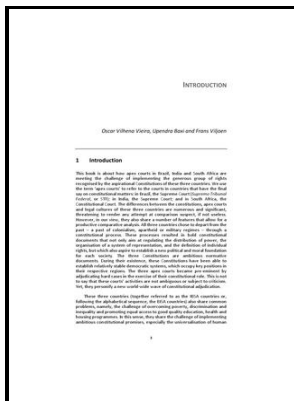 INTRODUCTION
Oscar Vilhena Vieira, Upendra Baxi and Frans Viljoen
1 Introduction
This book is about how apex courts in Brazil, India and South Africa are
meeting the challenge of implementing the generous group of rights
recognised by the aspirational Constitutions of these three countries. We use
the term 'apex courts' to refer to the courts in countries that have the final
say on constitutional matters: in Brazil, the Supreme Court (Supremo Tribunal
Federal, or STF); in India, the Supreme Court; and in South Africa, the
Constitutional Court. The differences between the constitutions, apex courts
and legal cultures of these three countries are numerous and significant,
threatening to render any attempt at comparison suspect, if not useless.
However, in our view, they also share a number of features that allow for a
productive comparative analysis. All three countries chose to depart from the
past – a past of colonialism, apartheid or military regimes – through a
constitutional process. These processes resulted in bold constitutional
documents that not only aim at regulating the distribution of power, the
organisation of a system of representation, and the definition of individual
rights, but which also aspire to establish a new political and moral foundation
for each society. The three Constitutions are ambitious normative
documents. During their existence, these Constitutions have been able to
establish relatively stable democratic systems, which occupy key positions in
their respective regions. The three apex courts became pre-eminent by
adjudicating hard cases in the exercise of their constitutional role. This is not
to say that these courts' activities are not ambiguous or subject to criticism.
Yet, they personify a new world-wide wave of constitutional adjudication.
These three countries (together referred to as the IBSA countries, or,
following the alphabetical sequence, the BISA countries) also share common
problems, namely, the challenge of overcoming poverty, discrimination and
inequality and promoting equal access to good quality education, health and
housing programmes. In this arena, they share the challenge of implementing
ambitious constitutional promises, especially the universalisation of human